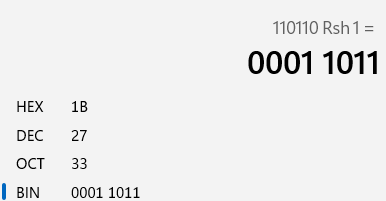 110110 Rsh 1 =
0001 1011
HEX 1B
DEC 27
OCT 33
BIN 0001 1011